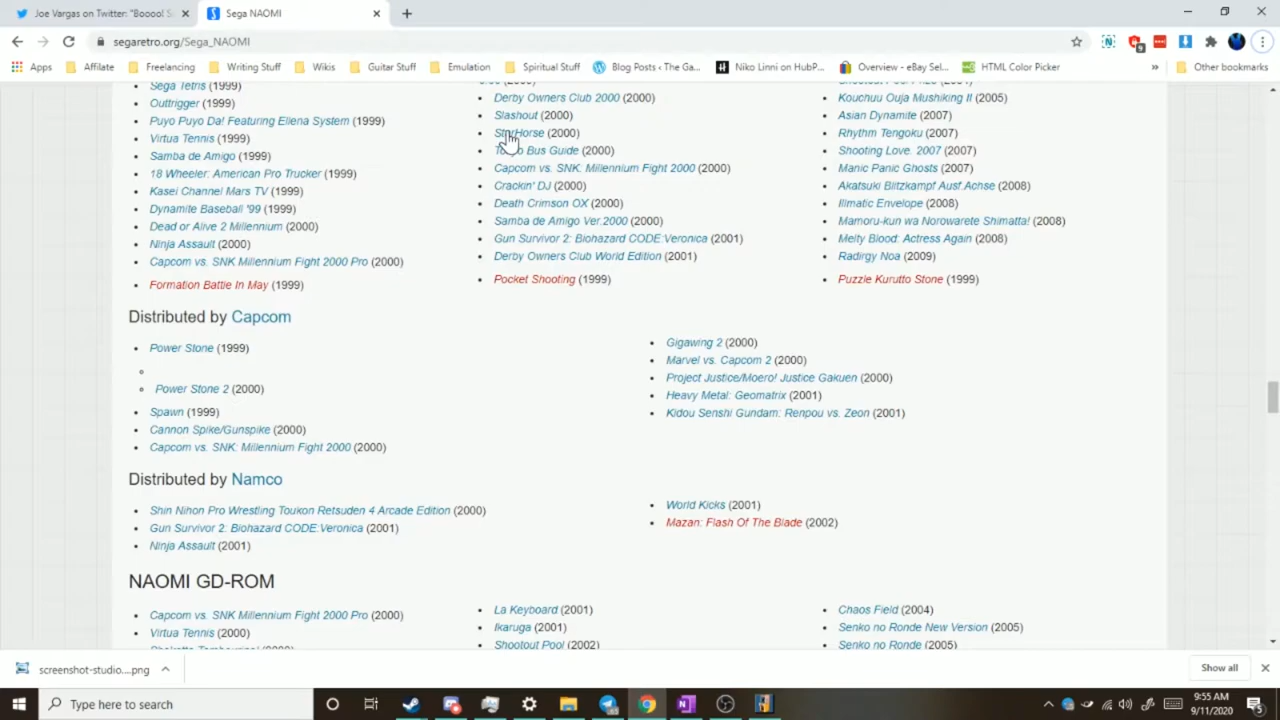 Joe Vargas on Twitter: "Booool S
Sega NAOMI
segaretro.org/Sega_NAOMI
Apps Affilate Freelancing Writing Stuff Wikis Guitar Stuff Emulation Spiritual Stuff Blog Posts ‹ The Ga... Niko Linni on HubP... Overview - eBay Sel... HTML Color Picker » Other bookmarks
Sega Tetris (1999)
Outtrigger (1999)
Puyo Puyo Da! Featuring Ellena System (1999)
Virtua Tennis (1999)
Samba de Amigo (1999)
18 Wheeler: American Pro Trucker (1999)
Kasei Channel Mars TV (1999)
Dynamite Baseball '99 (1999)
Dead or Alive 2 Millennium (2000)
Ninja Assault (2000)
Capcom vs. SNK Millennium Fight 2000 Pro (2000)
Formation Battle In May (1999)
Derby Owners Club 2000 (2000)
Slashout (2000)
StarHorse (2000)
Bus Guide (2000)
Capcom vs. SNK: Millennium Fight 2000 (2000)
Crackin' DJ (2000)
Death Crimson OX (2000)
Samba de Amigo Ver.2000 (2000)
Gun Survivor 2: Biohazard CODE:Veronica (2001)
Derby Owners Club World Edition (2001)
Pocket Shooting (1999)
Kouchuu Ouja Mushiking II (2005)
Asian Dynamite (2007)
Rhythm Tengoku (2007)
Shooting Love. 2007 (2007)
Manic Panic Ghosts (2007)
Akatsuki Blitzkampf Ausf.Achse (2008)
Illmatic Envelope (2008)
Mamoru-kun wa Norowarete Shimatta! (2008)
Melty Blood: Actress Again (2008)
Radirgy Noa (2009)
Puzzle Kurutto Stone (1999)
Distributed by Capcom
Power Stone (1999)
Power Stone 2 (2000)
Spawn (1999)
Cannon Spike/Gunspike (2000)
Capcom vs. SNK: Millennium Fight 2000 (2000)
Gigawing 2 (2000)
Marvel vs. Capcom 2 (2000)
Project Justice/Moero! Justice Gakuen (2000)
Heavy Metal: Geomatrix (2001)
Kidou Senshi Gundam: Renpou vs. Zeon (2001)
Distributed by Namco
Shin Nihon Pro Wrestling Toukon Retsuden 4 Arcade Edition (2000)
Gun Survivor 2: Biohazard CODE:Veronica (2001)
Ninja Assault (2001)
World Kicks (2001)
Mazan: Flash Of The Blade (2002)
NAOMI GD-ROM
Capcom vs. SNK Millennium Fight 2000 Pro (2000)
Virtua Tennis (2000)
La Keyboard (2001)
Ikaruga (2001)
Shootout Pool (2002)
Chaos Field (2004)
Senko no Ronde New Version (2005)
Senko no Ronde (2005)
screenshot-studio....png
Show all
Type here to search
9:55 AM
9/11/2020